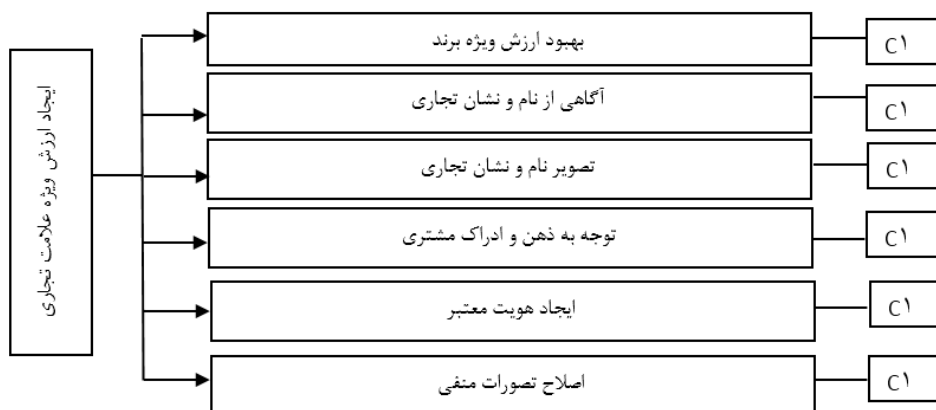 ایجاد ارزش ویژه علامت تجاری
بهبود ارزش ویژه برند
C۱
آگاهی از نام و نشان تجاری
C۱
تصویر نام و نشان تجاری
C۱
توجه به ذهن و ادراک مشتری
C۱
ایجاد هویت معتبر
C۱
اصلاح تصورات منفی
C۱